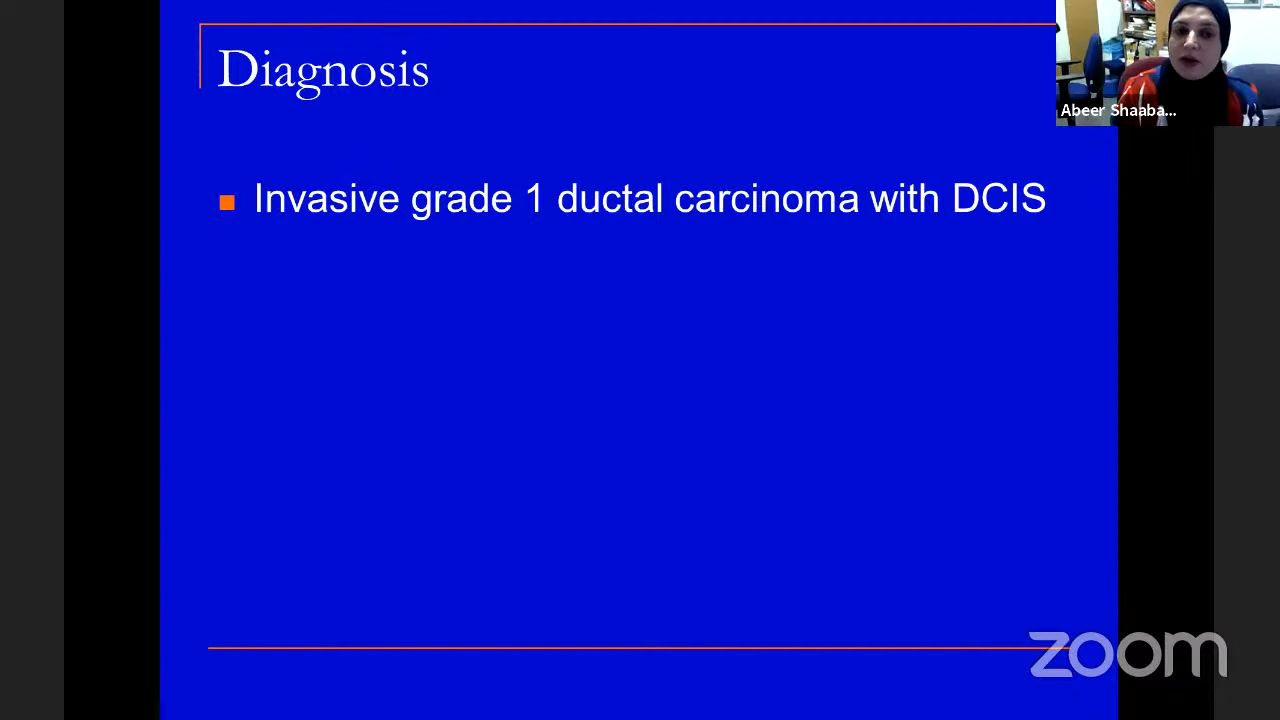 Diagnosis
Abeer Shaaba...
Invasive grade 1 ductal carcinoma with DCIS
zoom